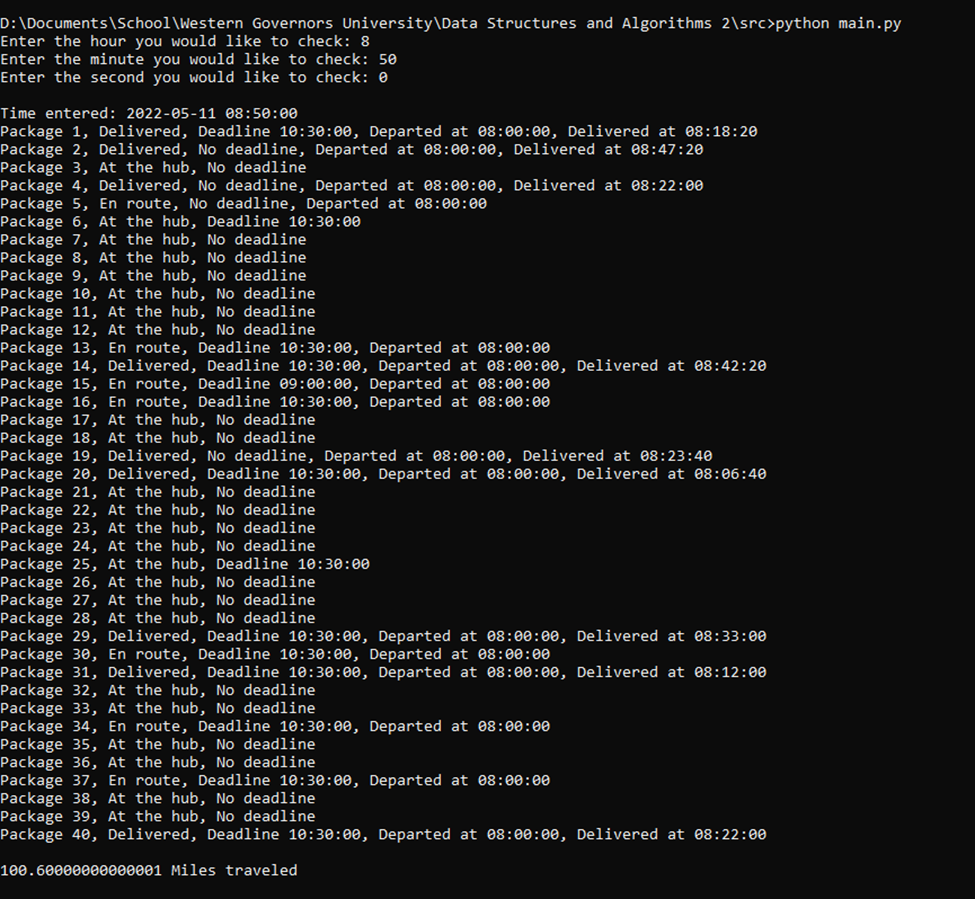 D:\Documents\School\Western Governors University\Data Structures and Algorithms 2\src>python main.py
Enter the hour you would like to check: 8
Enter the minute you would like to check: 50
Enter the second you would like to check: 0
Time entered: 2022-05-11 08:50:00
Package 1, Delivered, Deadline 10:30:00, Departed at 08:00:00, Delivered at 08:18:20
Package 2, Delivered, No deadline, Departed at 08:00:00, Delivered at 08:47:20
Package 3, At the hub, No deadline
Package 4, Delivered, No deadline, Departed at 08:00:00, Delivered at 08:22:00
Package 5, En route, No deadline, Departed at 08:00:00
Package 6, At the hub, Deadline 10:30:00
Package 7, At the hub, No deadline
Package 8, At the hub, No deadline
Package 9, At the hub, No deadline
Package 10, At the hub, No deadline
Package 11, At the hub, No deadline
Package 12, At the hub, No deadline
Package 13, En route, Deadline 10:30:00, Departed at 08:00:00
Package 14, Delivered, Deadline 10:30:00, Departed at 08:00:00, Delivered at 08:42:20
Package 15, En route, Deadline 09:00:00, Departed at 08:00:00
Package 16, En route, Deadline 10:30:00, Departed at 08:00:00
Package 17, At the hub, No deadline
Package 18, At the hub, No deadline
Package 19, Delivered, No deadline, Departed at 08:00:00, Delivered at 08:23:40
Package 20, Delivered, Deadline 10:30:00, Departed at 08:00:00, Delivered at 08:06:40
Package 21, At the hub, No deadline
Package 22, At the hub, No deadline
Package 23, At the hub, No deadline
Package 24, At the hub, No deadline
Package 25, At the hub, Deadline 10:30:00
Package 26, At the hub, No deadline
Package 27, At the hub, No deadline
Package 28, At the hub, No deadline
Package 29, Delivered, Deadline 10:30:00, Departed at 08:00:00, Delivered at 08:33:00
Package 30, En route, Deadline 10:30:00, Departed at 08:00:00
Package 31, Delivered, Deadline 10:30:00, Departed at 08:00:00, Delivered at 08:12:00
Package 32, At the hub, No deadline
Package 33, At the hub, No deadline
Package 34, En route, Deadline 10:30:00, Departed at 08:00:00
Package 35, At the hub, No deadline
Package 36, At the hub, No deadline
Package 37, En route, Deadline 10:30:00, Departed at 08:00:00
Package 38, At the hub, No deadline
Package 39, At the hub, No deadline
Package 40, Delivered, Deadline 10:30:00, Departed at 08:00:00, Delivered at 08:22:00
100.60000000000001 Miles traveled